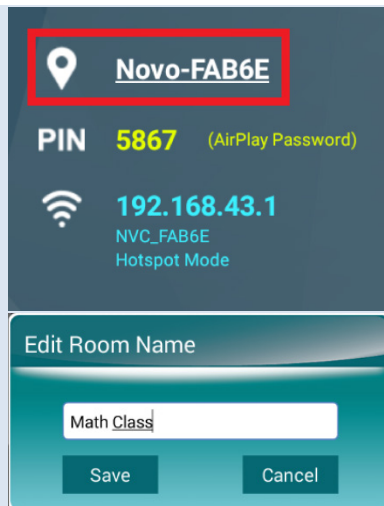 Novo-FAB6E
PIN 5867 (AirPlay Password)
192.168.43.1
NVC_FAB6E
Hotspot Mode
Edit Room Name
Math Class
Save Cancel